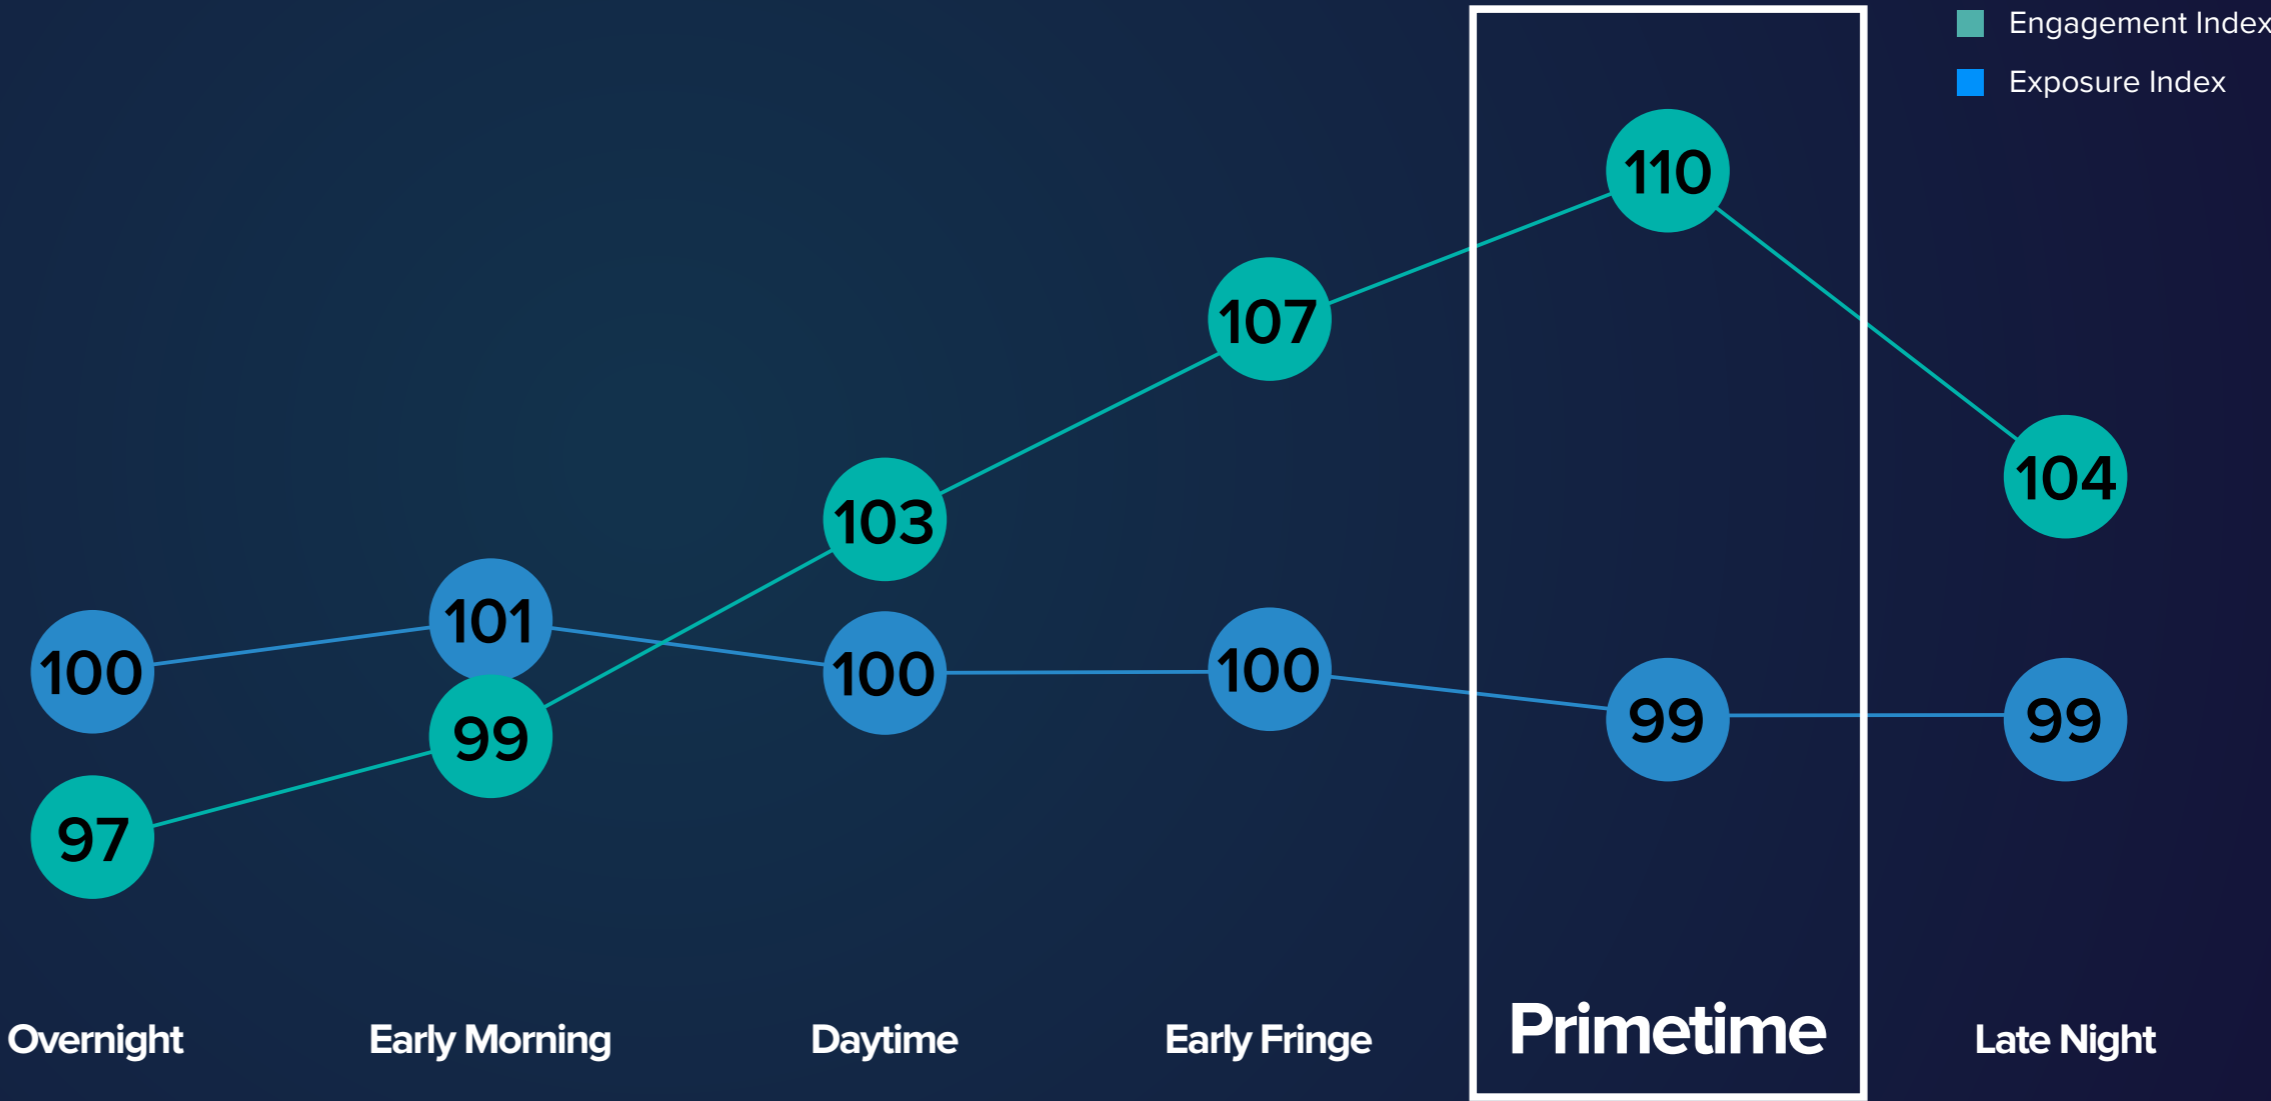 Engagement Index
Exposure Index
110
107
104
103
101
100
100
100
99
99
99
97
Overnight
Early Morning
Daytime
Early Fringe
Primetime
Late Night